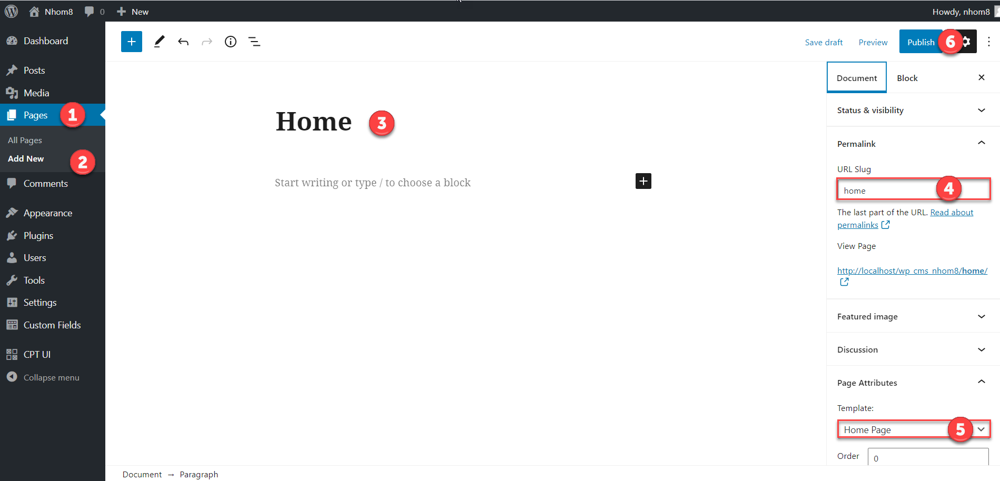 Nhom8
0
New
Howdy, nhom8
Dashboard
Posts
Media
Pages
1
All Pages
Add New
2
Comments
Appearance
Plugins
Users
Tools
Settings
Custom Fields
CPT UI
Collapse menu
Save draft
Preview
Publish
6
Home
3
Start writing or type / to choose a block
Document
Block
Status & visibility
Permalink
URL Slug
home
4
The last part of the URL. Read about
permalinks
View Page
http://localhost/wp_cms_nhom8/home/
Featured image
Discussion
Page Attributes
Template:
Home Page
5
Order
0
Document → Paragraph